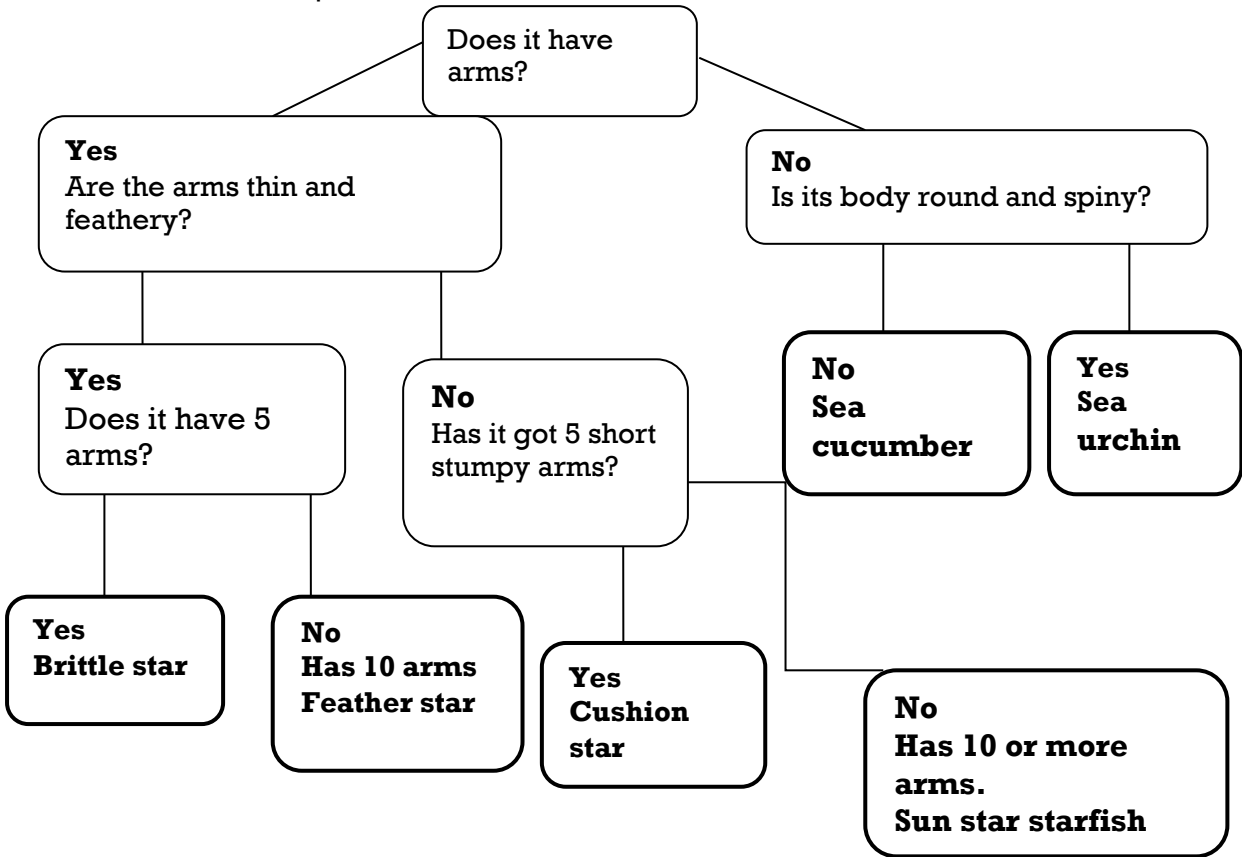 Does it have
arms?
Yes
Are the arms thin and
feathery?
No
Is its body round and spiny?
Yes
Does it have 5
arms?
No
Has it got 5 short
stumpy arms?
No
Sea
cucumber
Yes
Sea
urchin
Yes
Brittle star
No
Has 10 arms
Feather star
Yes
Cushion
star
No
Has 10 or more
arms.
Sun star starfish